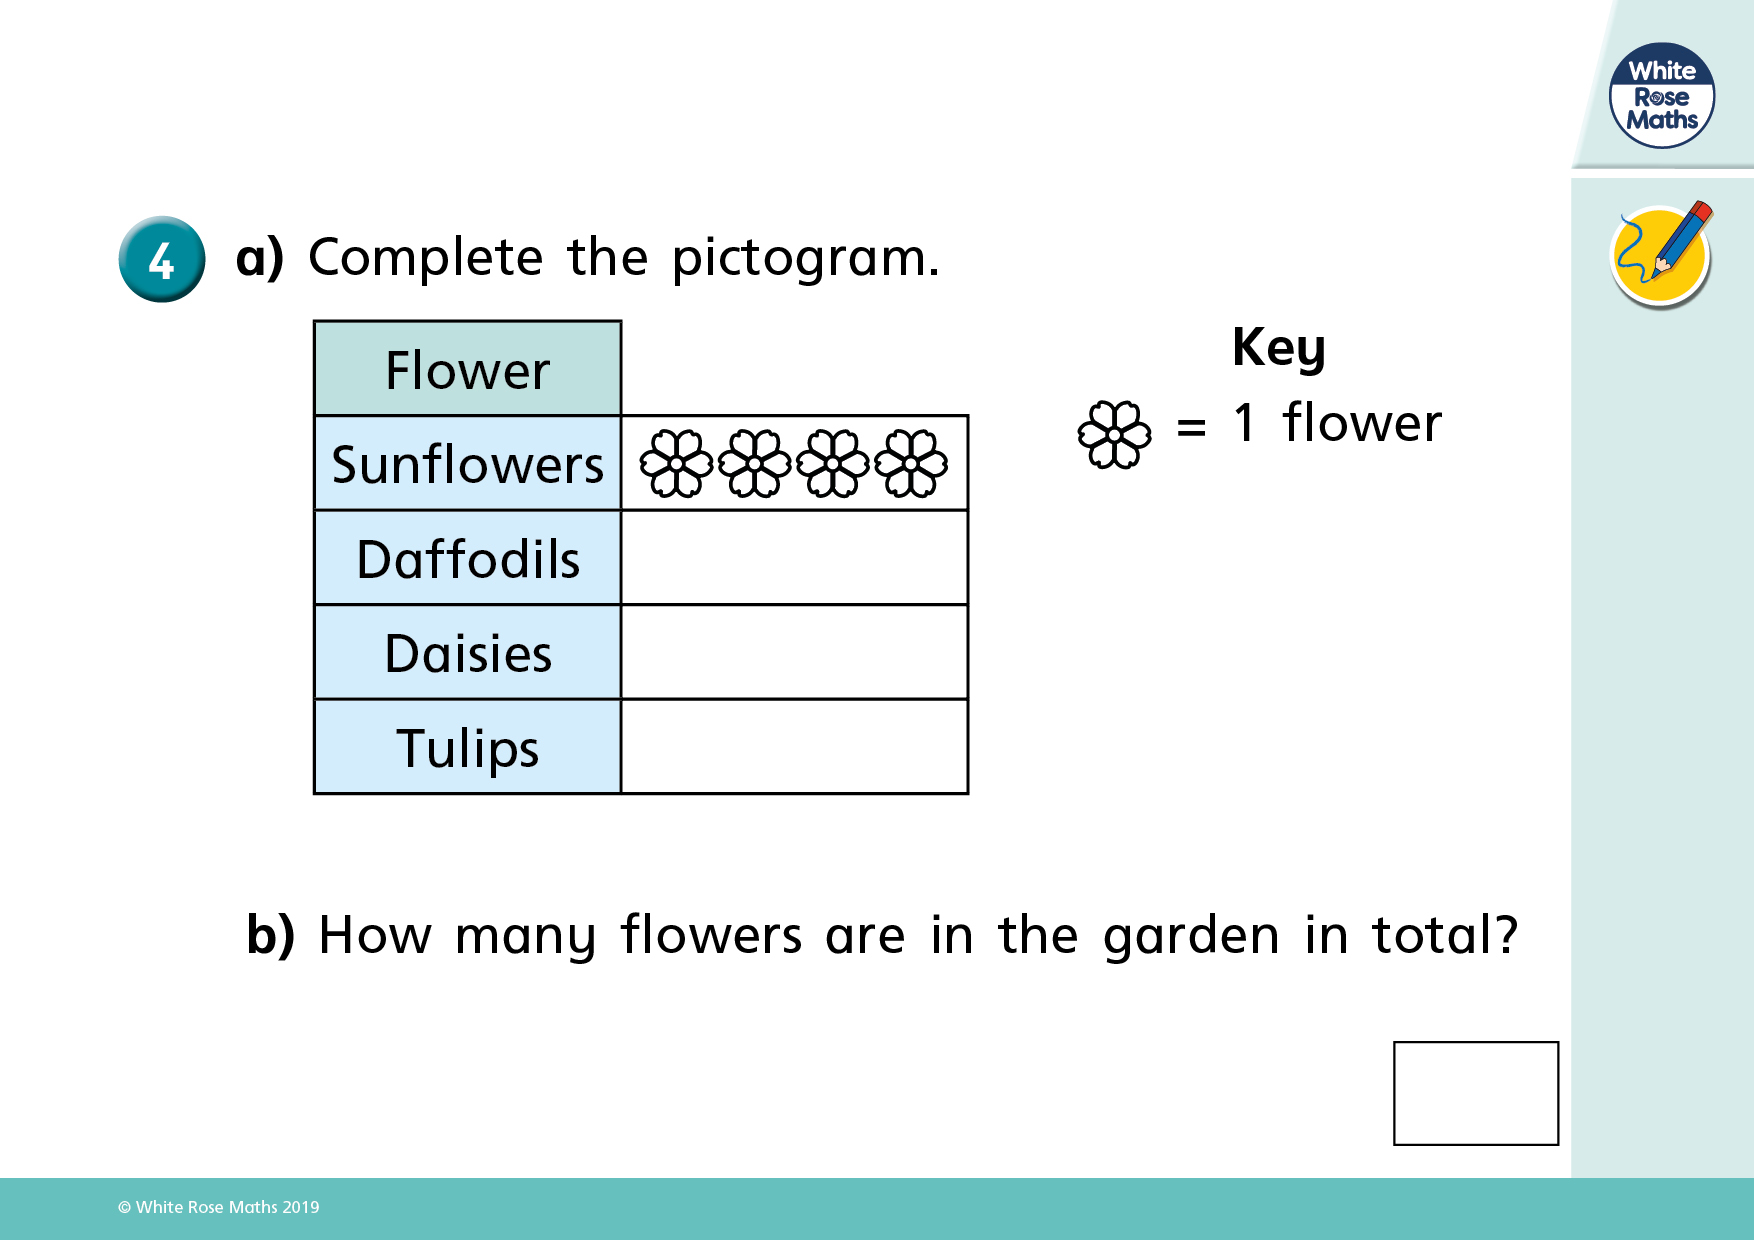 White
Rose
Maths
4 a) Complete the pictogram.
Flower
Sunflowers
Daffodils
Daisies
Tulips
Key
= 1 flower
b) How many flowers are in the garden in total?
© White Rose Maths 2019